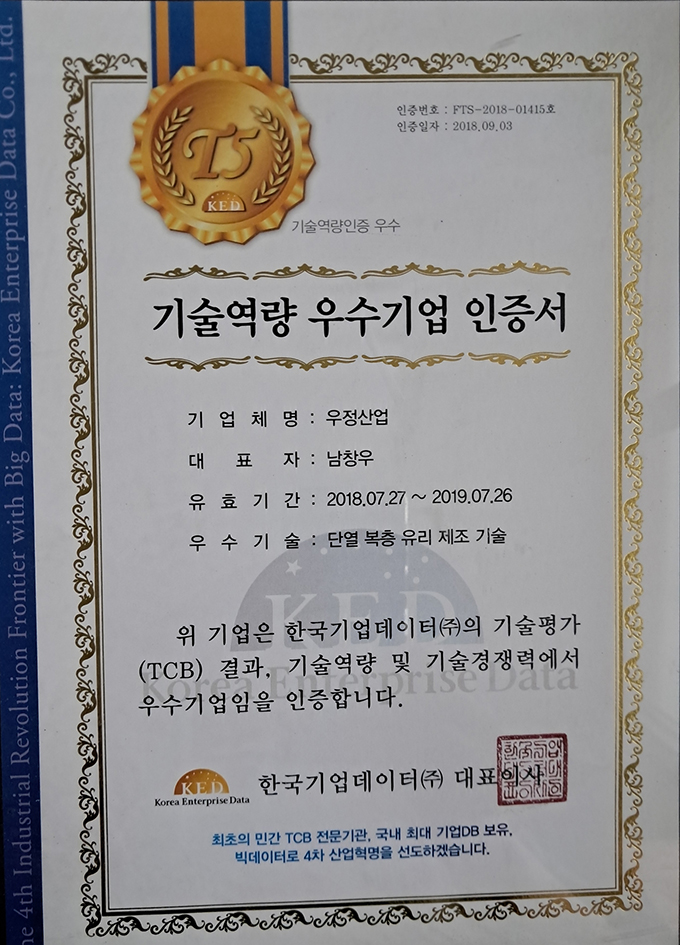 인증번호 : FTS-2018-01415호
인증일자 : 2018.09.03
T5
KED
기술역량인증 우수
기술역량 우수기업 인증서
기 업 체 명 : 우정산업
대 표 자 : 남창우
유 효 기 간 : 2018.07.27 ~ 2019.07.26
우 수 기 술 : 단열 복층 유리 제조 기술
KED
Korea Enterprise Data
위 기업은 한국기업데이터㈜의 기술평가
(TCB) 결과, 기술역량 및 기술경쟁력에서
우수기업임을 인증합니다.
KED
Korea Enterprise Data
한국기업데이터㈜ 대표이사
최초의 민간 TCB 전문기관, 국내 최대 기업DB 보유.
빅데이터로 4차 산업혁명을 선도하겠습니다.
he 4th Industrial Revolution Frontier with Big Data: Korea Enterprise Data Co., Ltd.